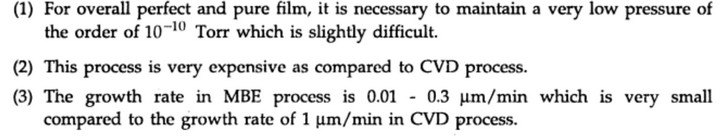 (1) For overall perfect and pure film, it is necessary to maintain a very low pressure of
the order of 10⁻¹⁰ Torr which is slightly difficult.
(2) This process is very expensive as compared to CVD process.
(3) The growth rate in MBE process is 0.01 - 0.3 μm/min which is very small
compared to the growth rate of 1 μm/min in CVD process.